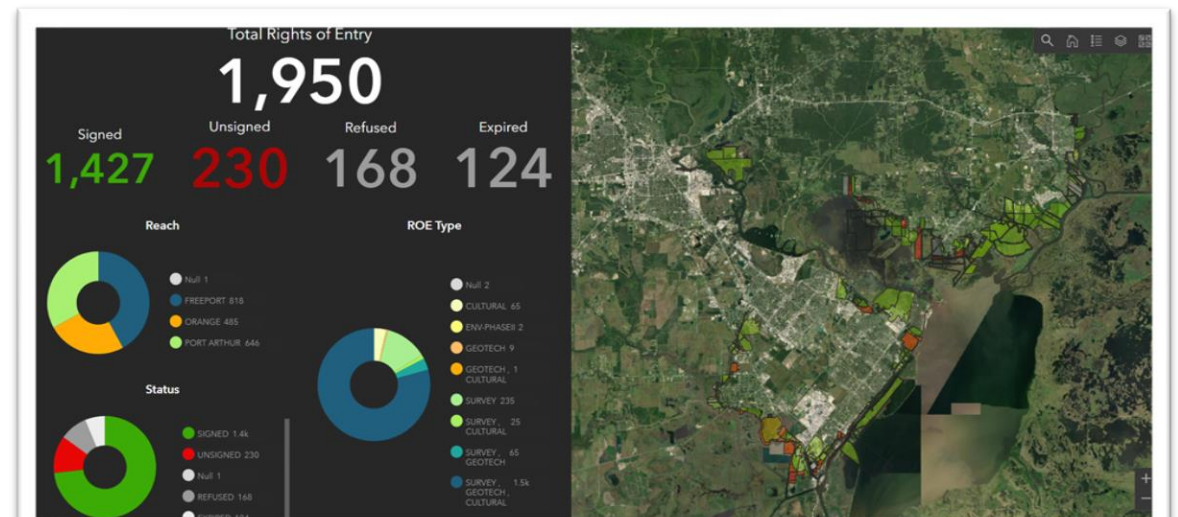 Total Rights of Entry
1,950
Signed
Unsigned
Refused
Expired
1,427
230
168
124
Reach
Null 1
FREEPORT 818
ORANGE 485
PORT ARTHUR 646
ROE Type
Null 2
CULTURAL 65
ENV-PHASEII 2
GEOTECH 9
GEOTECH , 1
CULTURAL
SURVEY 235
SURVEY, 25
CULTURAL
SURVEY, 65
GEOTECH
SURVEY, 1.5k
GEOTECH ,
CULTURAL
Status
SIGNED 1.4k
UNSIGNED 230
Null 1
REFUSED 168
EXPIRED 124